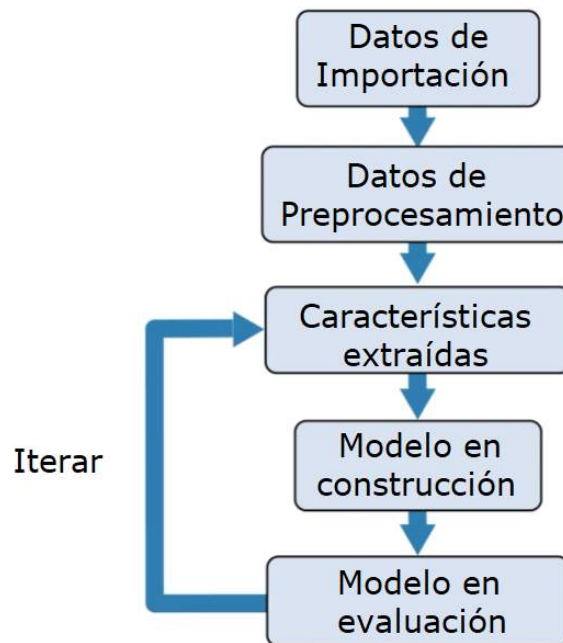 Datos de
Importación
Datos de
Preprocesamiento
Características
extraídas
Modelo en
construcción
Iterar
Modelo en
evaluación